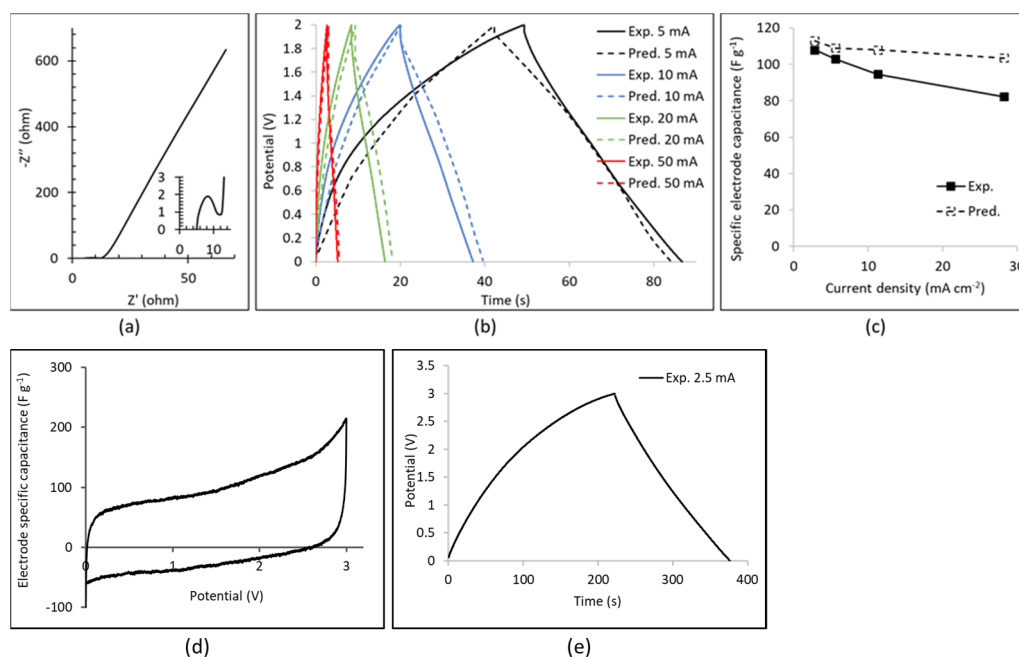 -Z′′ (ohm)
600
400
200
0
0
50
Z' (ohm)
3
2
1
0
0
10
(a)
Potential (V)
2
1.8
1.6
1.4
1.2
1
0.8
0.6
0.4
0.2
0
0
20
40
60
80
Time (s)
Exp. 5 mA
Pred. 5 mA
Exp. 10 mA
Pred. 10 mA
Exp. 20 mA
Pred. 20 mA
Exp. 50 mA
Pred. 50 mA
(b)
Specific electrode capacitance (F g⁻¹)
120
100
80
60
40
20
0
0
10
20
30
Current density (mA cm⁻²)
Exp.
Pred.
(c)
Electrode specific capacitance (F g⁻¹)
300
200
100
0
-100
0
1
2
3
Potential (V)
(d)
Potential (V)
3.5
3
2.5
2
1.5
1
0.5
0
0
100
200
300
400
Time (s)
Exp. 2.5 mA
(e)